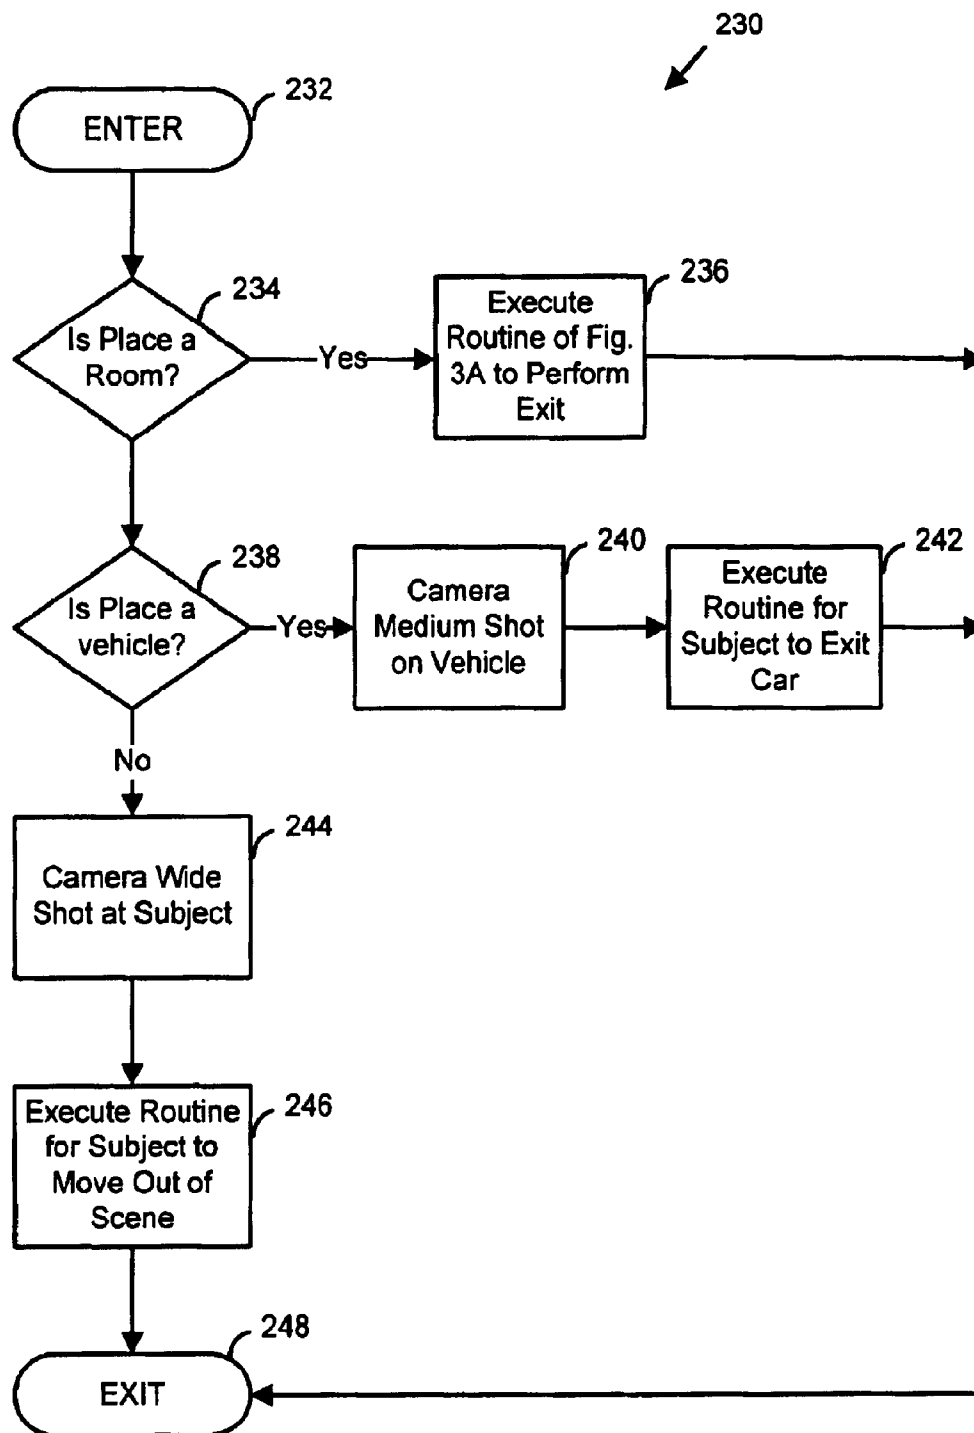 230
232
ENTER
234
Is Place a
Room?
Yes
236
Execute
Routine of Fig.
3A to Perform
Exit
238
Is Place a
vehicle?
Yes
240
Camera
Medium Shot
on Vehicle
242
Execute
Routine for
Subject to Exit
Car
No
244
Camera Wide
Shot at Subject
246
Execute Routine
for Subject to
Move Out of
Scene
248
EXIT